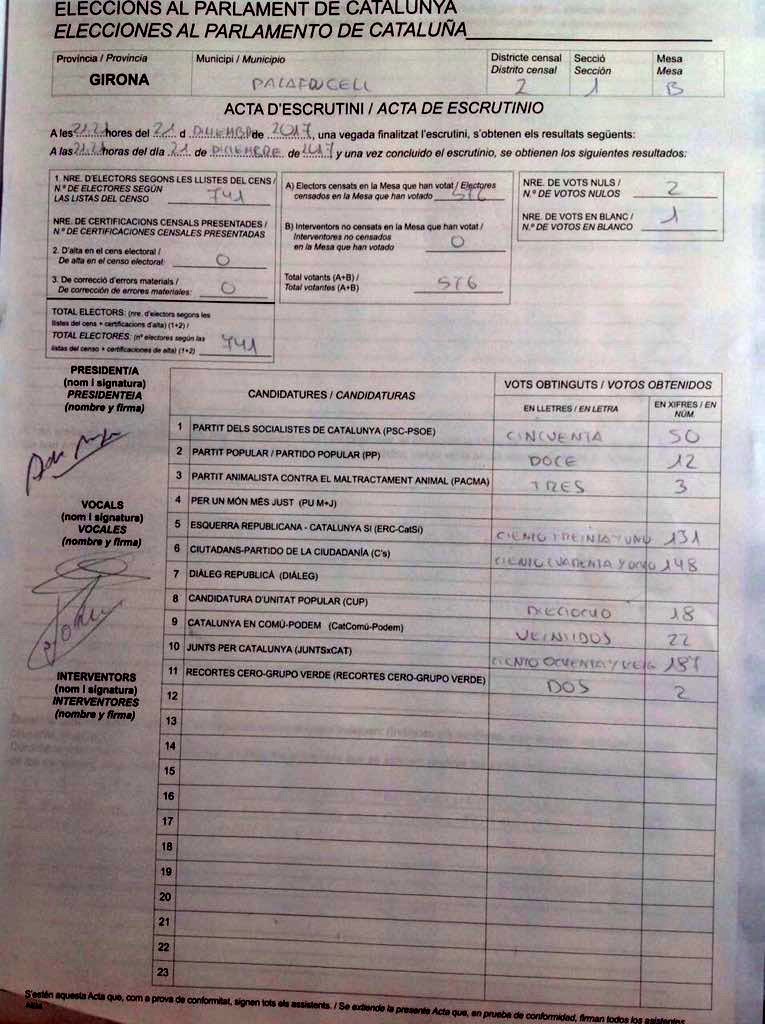 ELECCIONS AL PARLAMENT DE CATALUNYA
ELECCIONES AL PARLAMENTO DE CATALUÑA
Província / Provincia
GIRONA
Municipi / Municipio
PALAFRUGELL
Districte censal
Distrito censal
2
Secció
Sección
1
Mesa
Mesa
B
ACTA D'ESCRUTINI / ACTA DE ESCRUTINIO
A les 21.21 hores del 21 d DICIEMBRE de 2017, una vegada finalitzat l'escrutini, s'obtenen els resultats següents:
A las 21.21 horas del día 21 de DICIEMBRE de 2017 y una vez concluido el escrutinio, se obtienen los siguientes resultados:
1. NRE. D'ELECTORS SEGONS LES LLISTES DEL CENS /
N.º DE ELECTORES SEGÚN
LAS LISTAS DEL CENSO 741
NRE. DE CERTIFICACIONS CENSALS PRESENTADES /
N.º DE CERTIFICACIONES CENSALES PRESENTADAS
2. D'alta en el cens electoral /
De alta en el censo electoral: 0
3. De correcció d'errors materials /
De corrección de errores materiales: 0
TOTAL ELECTORS: (nre. d'electors segons les
llistes del cens + certificacions d'alta) (1+2) /
TOTAL ELECTORES: (nº electores según las
listas del censo + certificaciones de alta) (1+2) 741
A) Electors censats en la Mesa que han votat / Electores
censados en la Mesa que han votado 576
B) Interventors no censats en la Mesa que han votat /
Interventores no censados
en la Mesa que han votado 0
Total votants (A+B) /
Total votantes (A+B) 576
NRE. DE VOTS NULS /
N.º DE VOTOS NULOS 2
NRE. DE VOTS EN BLANC /
N.º DE VOTOS EN BLANCO 1
PRESIDENT/A
(nom i signatura)
PRESIDENTE/A
(nombre y firma)
VOCALS
(nom i signatura)
VOCALES
(nombre y firma)
INTERVENTORS
(nom i signatura)
INTERVENTORES
(nombre y firma)
CANDIDATURES / CANDIDATURAS
VOTS OBTINGUTS / VOTOS OBTENIDOS
EN LLETRES / EN LETRA
EN XIFRES / EN NÚM.
1 PARTIT DELS SOCIALISTES DE CATALUNYA (PSC-PSOE) CINCUENTA 50
2 PARTIT POPULAR / PARTIDO POPULAR (PP) DOCE 12
3 PARTIT ANIMALISTA CONTRA EL MALTRACTAMENT ANIMAL (PACMA) TRES 3
4 PER UN MÓN MÉS JUST (PU M+J)
5 ESQUERRA REPUBLICANA - CATALUNYA SI (ERC-CatSi) CIENTO TREINTA Y UNO 131
6 CIUTADANS-PARTIDO DE LA CIUDADANÍA (C's) CIENTO CUARENTA Y OCHO 148
7 DIÀLEG REPUBLICÀ (DIÀLEG)
8 CANDIDATURA D'UNITAT POPULAR (CUP) DIECIOCHO 18
9 CATALUNYA EN COMÚ-PODEM (CatComú-Podem) VEINTIDOS 22
10 JUNTS PER CATALUNYA (JUNTSxCAT) CIENTO OCHENTA Y 187
11 RECORTES CERO-GRUPO VERDE (RECORTES CERO-GRUPO VERDE) DOS 2
12
13
14
15
16
17
18
19
20
21
22
23
S'estén aquesta Acta que, com a prova de conformitat, signen tots els assistents. / Se extiende la presente Acta que, en prueba de conformidad, firman todos los asistentes